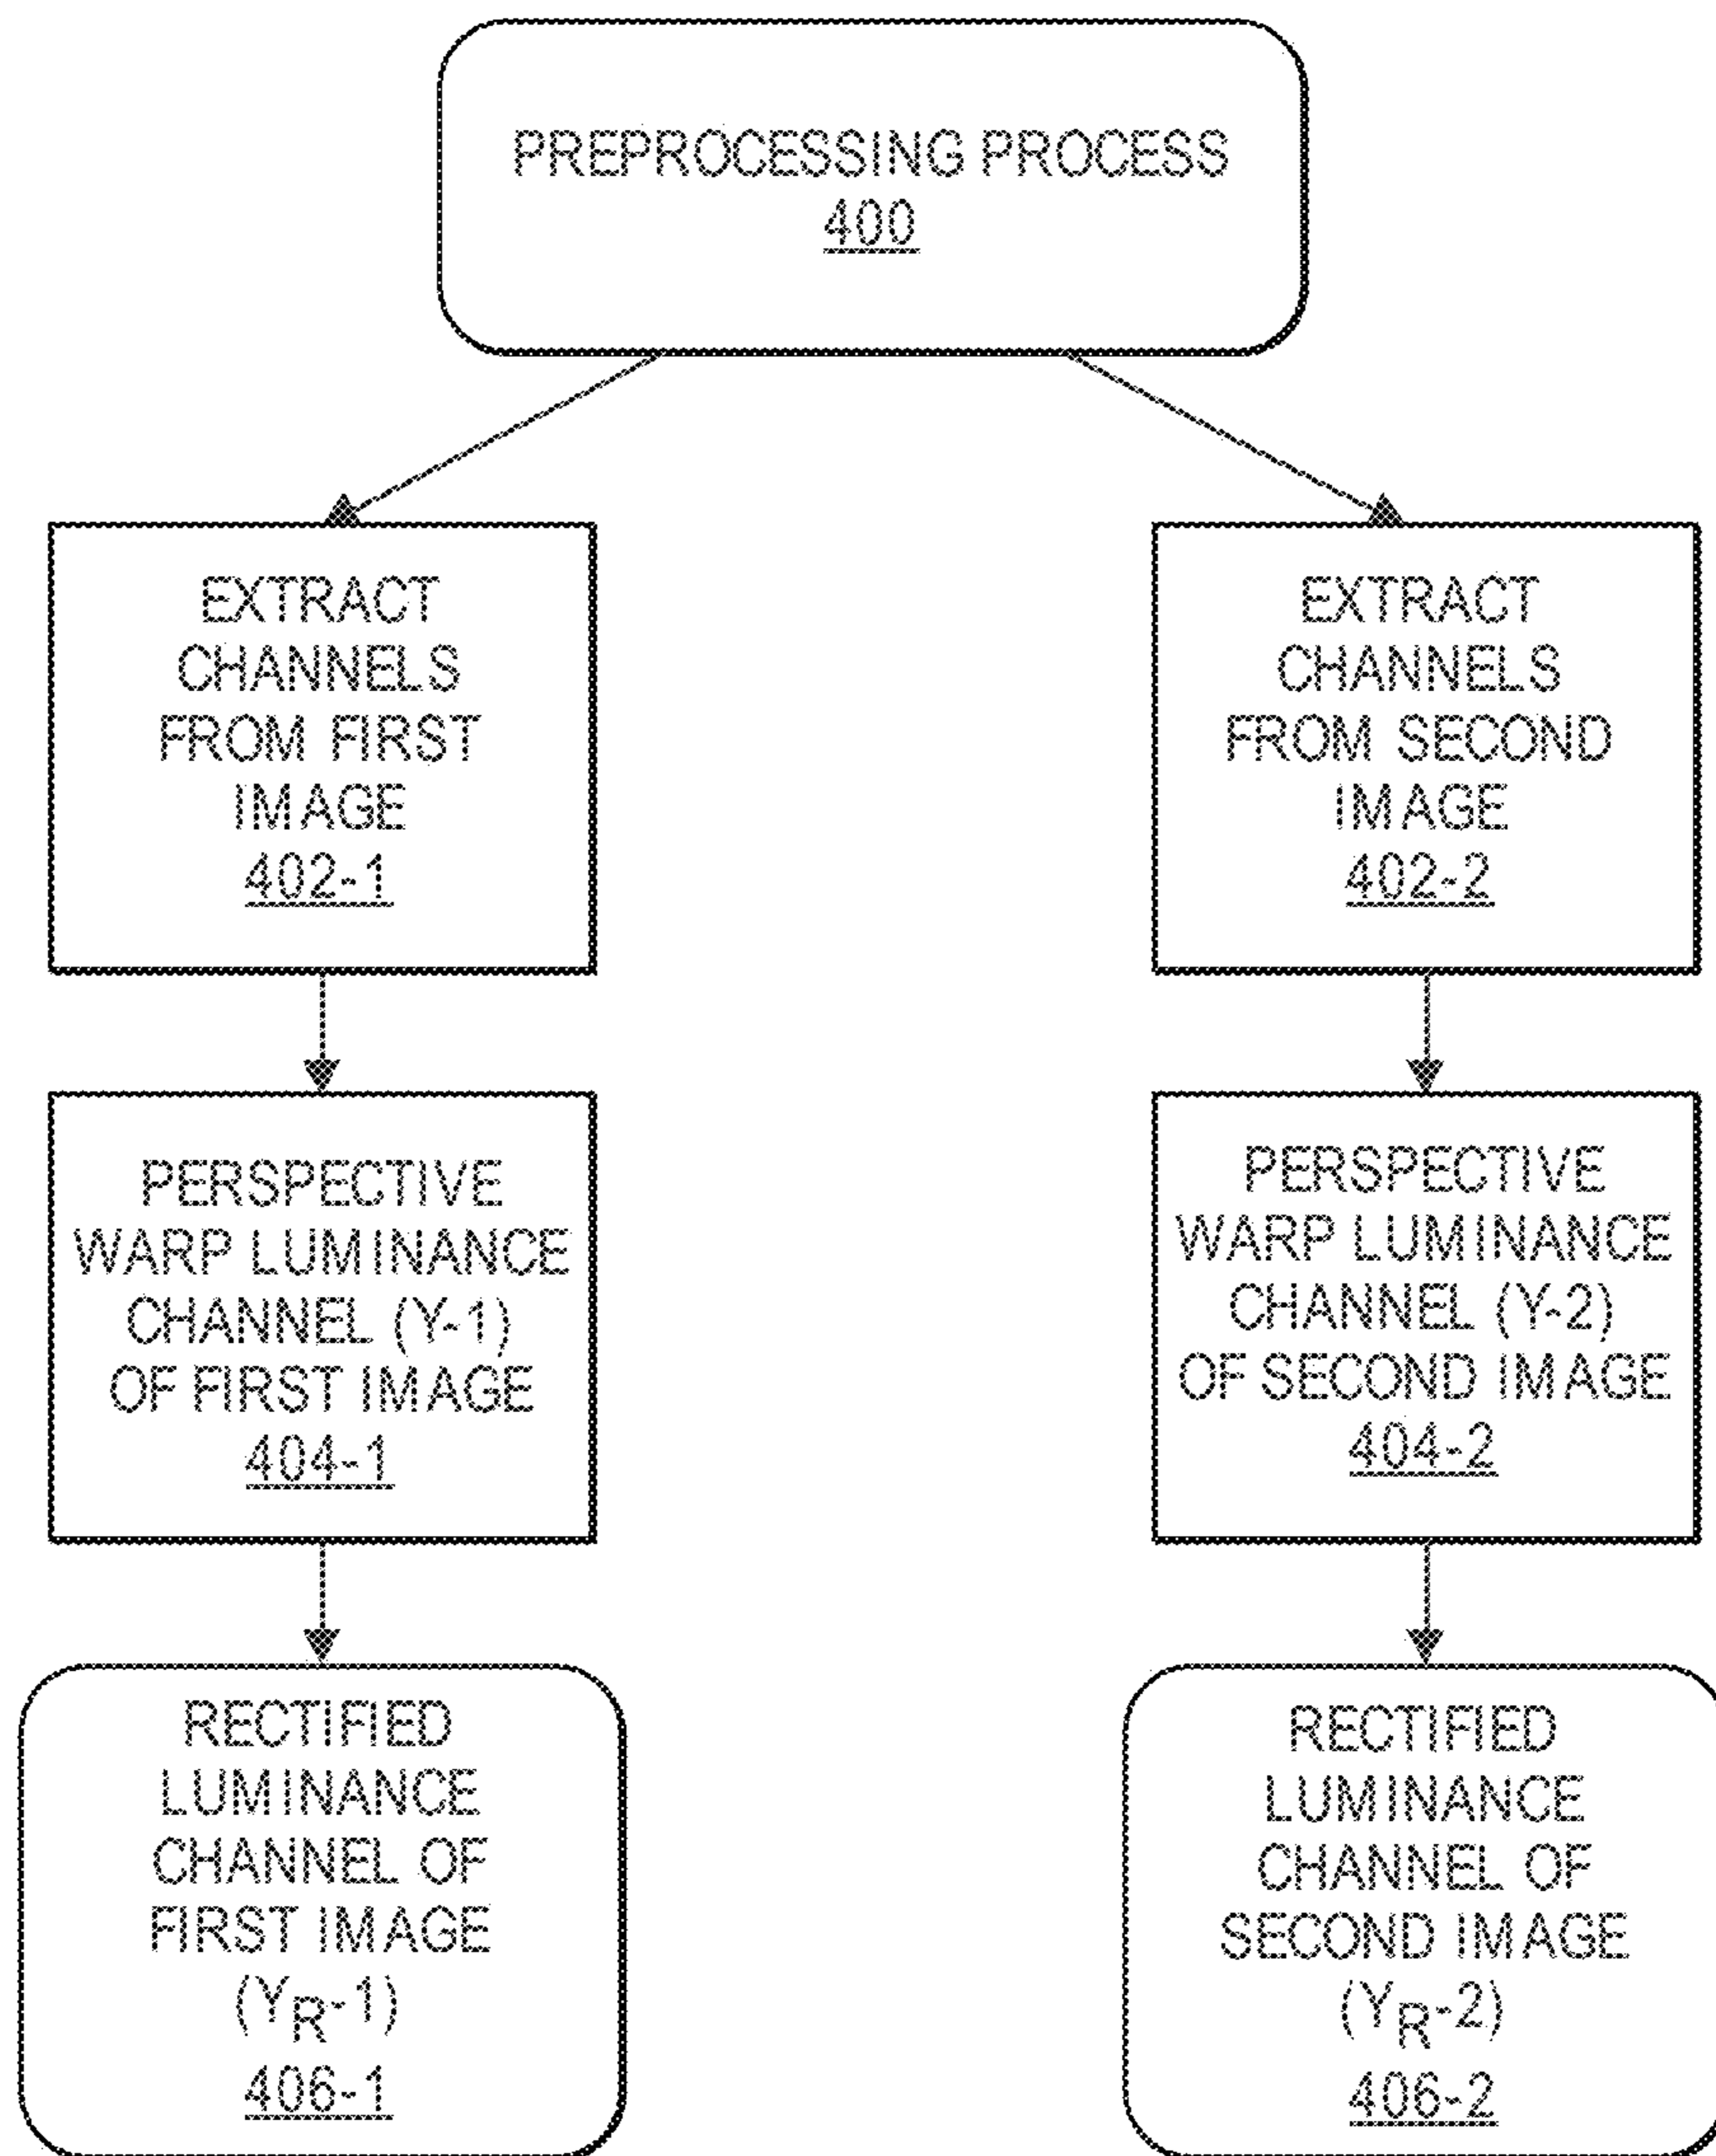 PREPROCESSING PROCESS
400
EXTRACT
CHANNELS
FROM FIRST
IMAGE
402-1
EXTRACT
CHANNELS
FROM SECOND
IMAGE
402-2
PERSPECTIVE
WARP LUMINANCE
CHANNEL (Y-1)
OF FIRST IMAGE
404-1
PERSPECTIVE
WARP LUMINANCE
CHANNEL (Y-2)
OF SECOND IMAGE
404-2
RECTIFIED
LUMINANCE
CHANNEL OF
FIRST IMAGE
(YR-1)
406-1
RECTIFIED
LUMINANCE
CHANNEL OF
SECOND IMAGE
(YR-2)
406-2